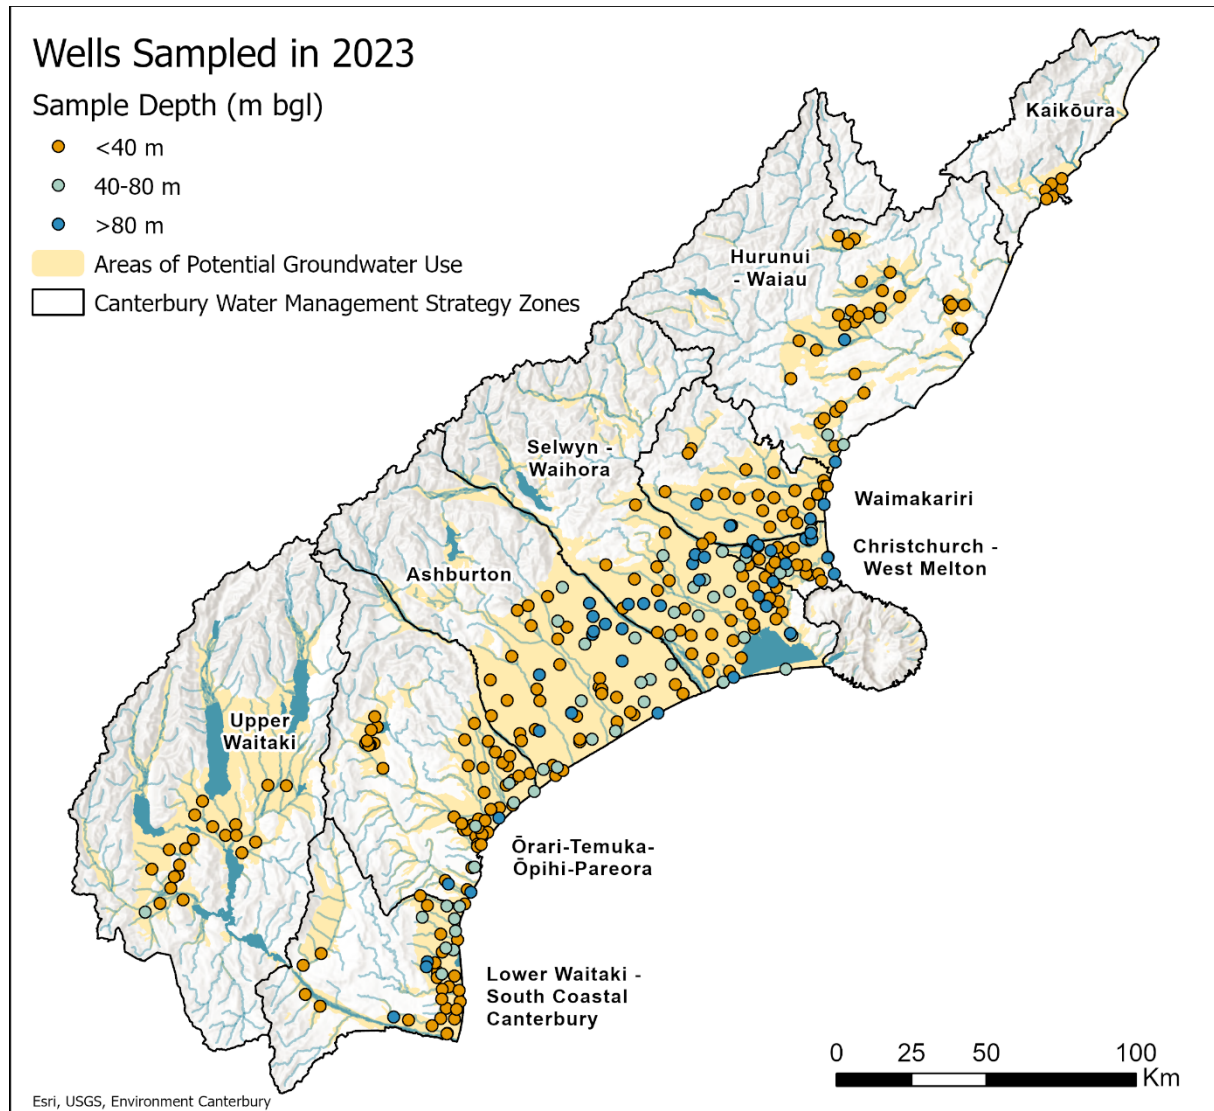 Wells Sampled in 2023
Sample Depth (m bgl)
<40 m
40-80 m
>80 m
Areas of Potential Groundwater Use
Canterbury Water Management Strategy Zones
Kaikōura
Hurunui
- Waiau
Selwyn -
Waihora
Waimakariri
Christchurch -
West Melton
Ashburton
Upper
Waitaki
Ōrari-Temuka-
Ōpihi-Pareora
Lower Waitaki -
South Coastal
Canterbury
0 25 50 100
Km
Esri, USGS, Environment Canterbury